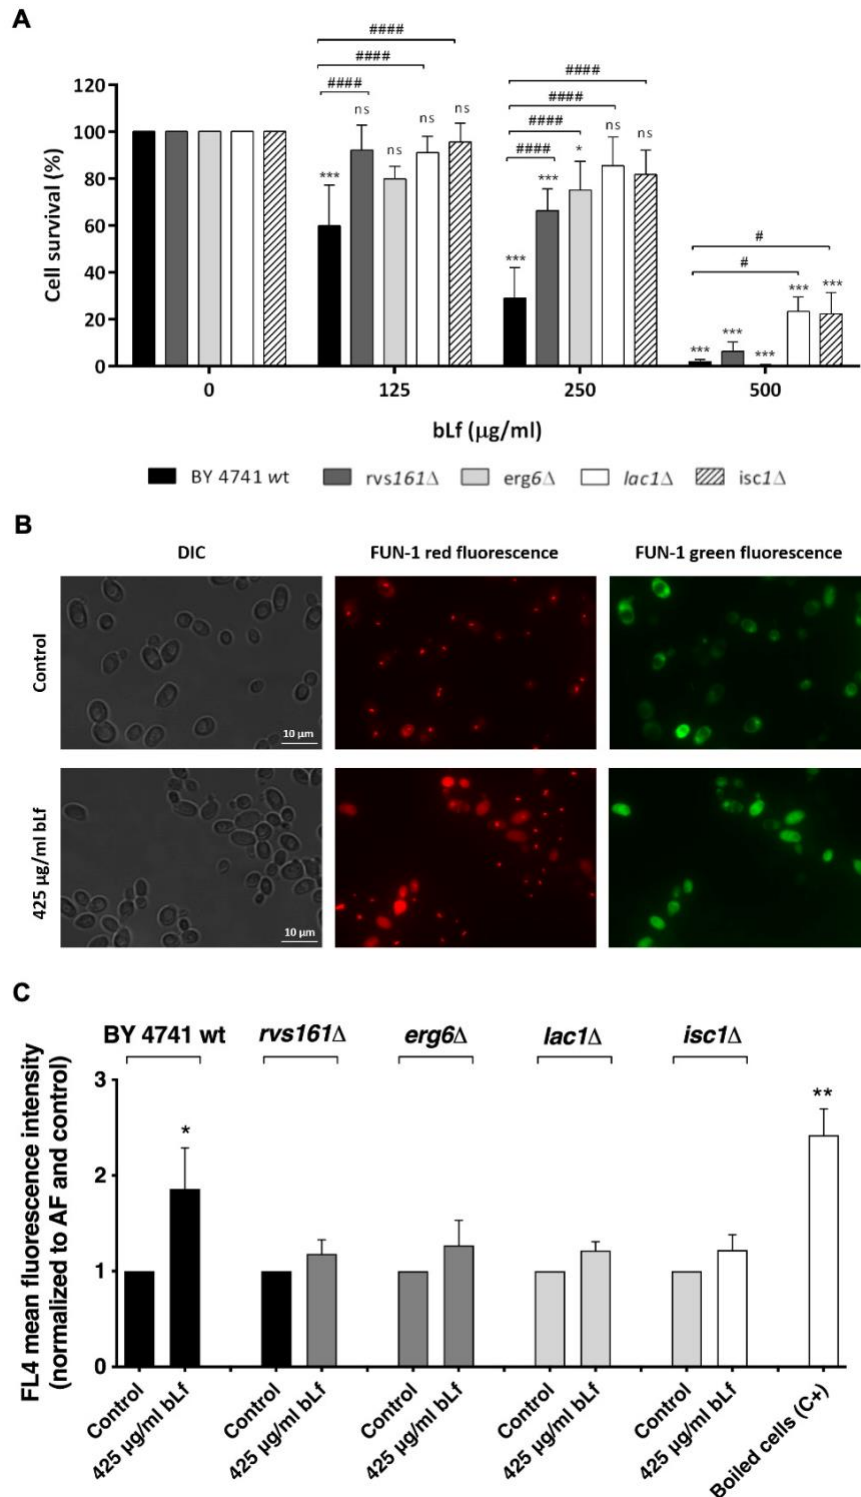 A
####
####
####
####
####
####
####
ns
ns
ns
***
ns
ns
*
***
***
#
#
***
***
***
***
***
120
100
80
60
40
20
0
Cell survival (%)
0 125 250 500
bLf (µg/ml)
BY 4741 wt rvs161Δ erg6Δ lac1Δ isc1Δ
B
DIC FUN-1 red fluorescence FUN-1 green fluorescence
Control
10 µm
425 µg/ml bLf
10 µm
C
BY 4741 wt rvs161Δ erg6Δ lac1Δ isc1Δ
FL4 mean fluorescence intensity
(normalized to AF and control)
3
2
1
0
*
**
Control 425 µg/ml bLf Control 425 µg/ml bLf Control 425 µg/ml bLf Control 425 µg/ml bLf Control 425 µg/ml bLf Boiled cells (C+)